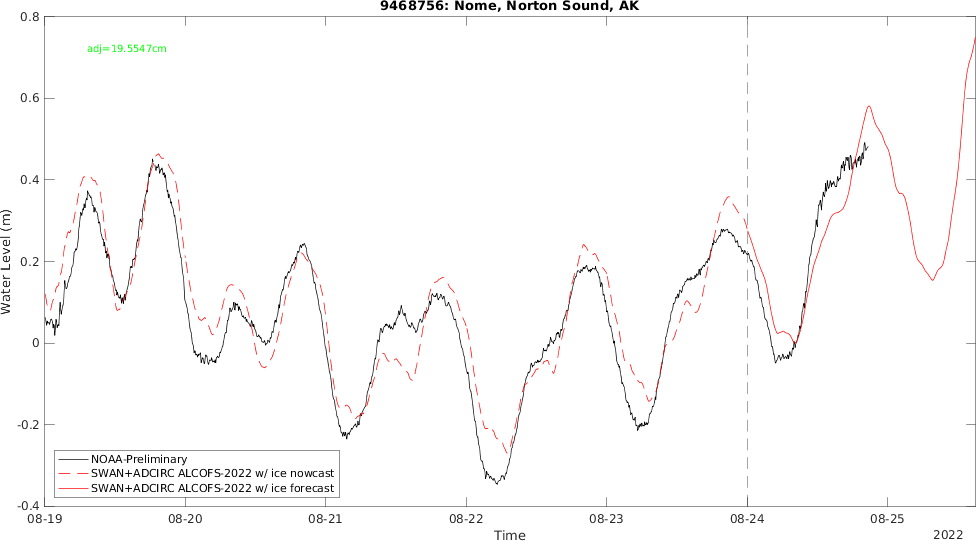 9468756: Nome, Norton Sound, AK
adj=19.5547cm
0.8
0.6
0.4
0.2
0
-0.2
-0.4
Water Level (m)
NOAA-Preliminary
SWAN+ADCIRC ALCOFS-2022 w/ ice nowcast
SWAN+ADCIRC ALCOFS-2022 w/ ice forecast
08-19 08-20 08-21 08-22 08-23 08-24 08-25
Time
2022